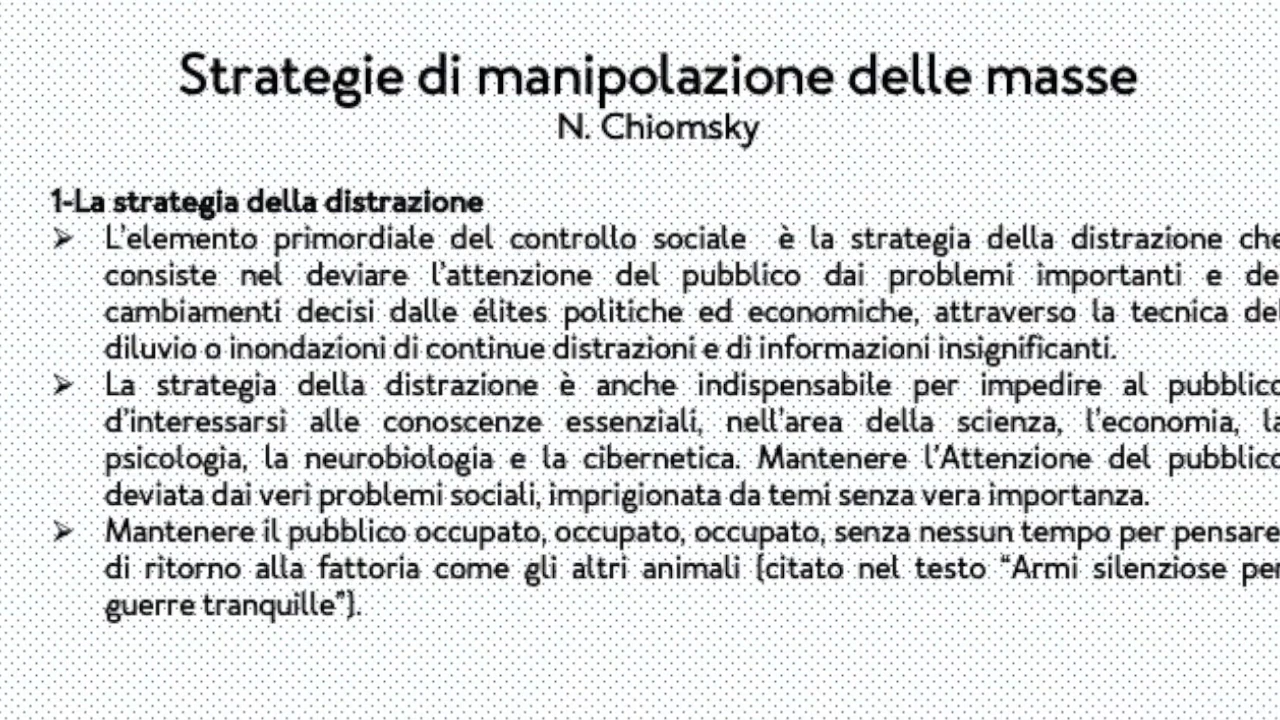 Strategie di manipolazione delle masse
N. Chiomsky
1-La strategia della distrazione
➢ L'elemento primordiale del controllo sociale è la strategia della distrazione che
consiste nel deviare l'attenzione del pubblico dai problemi importanti e dei
cambiamenti decisi dalle élites politiche ed economiche, attraverso la tecnica del
diluvio o inondazioni di continue distrazioni e di informazioni insignificanti.
➢ La strategia della distrazione è anche indispensabile per impedire al pubblico
d'interessarsi alle conoscenze essenziali, nell'area della scienza, l'economia, la
psicologia, la neurobiologia e la cibernetica. Mantenere l'Attenzione del pubblico
deviata dai veri problemi sociali, imprigionata da temi senza vera importanza.
➢ Mantenere il pubblico occupato, occupato, occupato, senza nessun tempo per pensare,
di ritorno alla fattoria come gli altri animali (citato nel testo "Armi silenziose per
guerre tranquille").